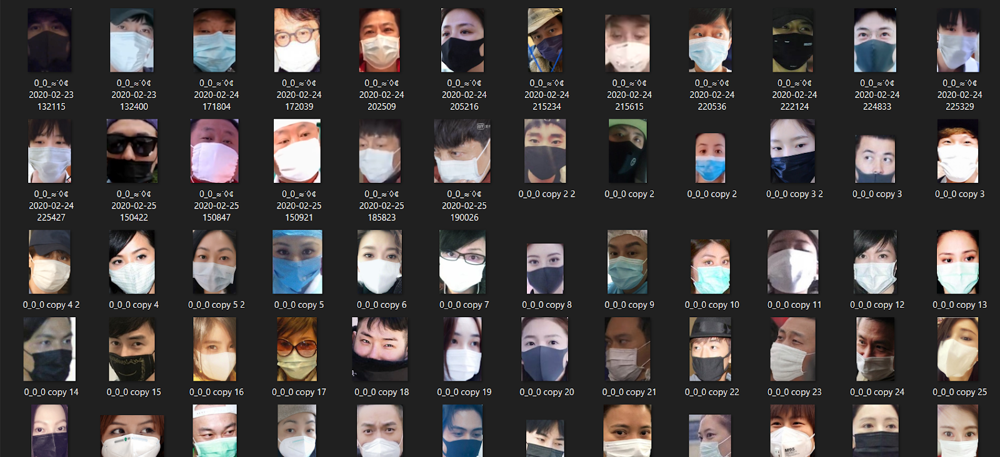 0_0_≈˙◊¢
2020-02-23
132115
0_0_≈˙◊¢
2020-02-23
132400
0_0_≈˙◊¢
2020-02-24
171804
0_0_≈˙◊¢
2020-02-24
172039
0_0_≈˙◊¢
2020-02-24
202509
0_0_≈˙◊¢
2020-02-24
205216
0_0_≈˙◊¢
2020-02-24
215234
0_0_≈˙◊¢
2020-02-24
215615
0_0_≈˙◊¢
2020-02-24
220536
0_0_≈˙◊¢
2020-02-24
222124
0_0_≈˙◊¢
2020-02-24
224833
0_0_≈˙◊¢
2020-02-24
225329
0_0_≈˙◊¢
2020-02-24
225427
0_0_≈˙◊¢
2020-02-25
150422
0_0_≈˙◊¢
2020-02-25
150847
0_0_≈˙◊¢
2020-02-25
150921
0_0_≈˙◊¢
2020-02-25
185823
0_0_≈˙◊¢
2020-02-25
190026
0_0_0 copy 2 2
0_0_0 copy 2
0_0_0 copy 2
0_0_0 copy 3 2
0_0_0 copy 3
0_0_0 copy 3
0_0_0 copy 4 2
0_0_0 copy 4
0_0_0 copy 5 2
0_0_0 copy 5
0_0_0 copy 6
0_0_0 copy 7
0_0_0 copy 8
0_0_0 copy 9
0_0_0 copy 10
0_0_0 copy 11
0_0_0 copy 12
0_0_0 copy 13
0_0_0 copy 14
0_0_0 copy 15
0_0_0 copy 16
0_0_0 copy 17
0_0_0 copy 18
0_0_0 copy 19
0_0_0 copy 20
0_0_0 copy 21
0_0_0 copy 22
0_0_0 copy 23
0_0_0 copy 24
0_0_0 copy 25
M95